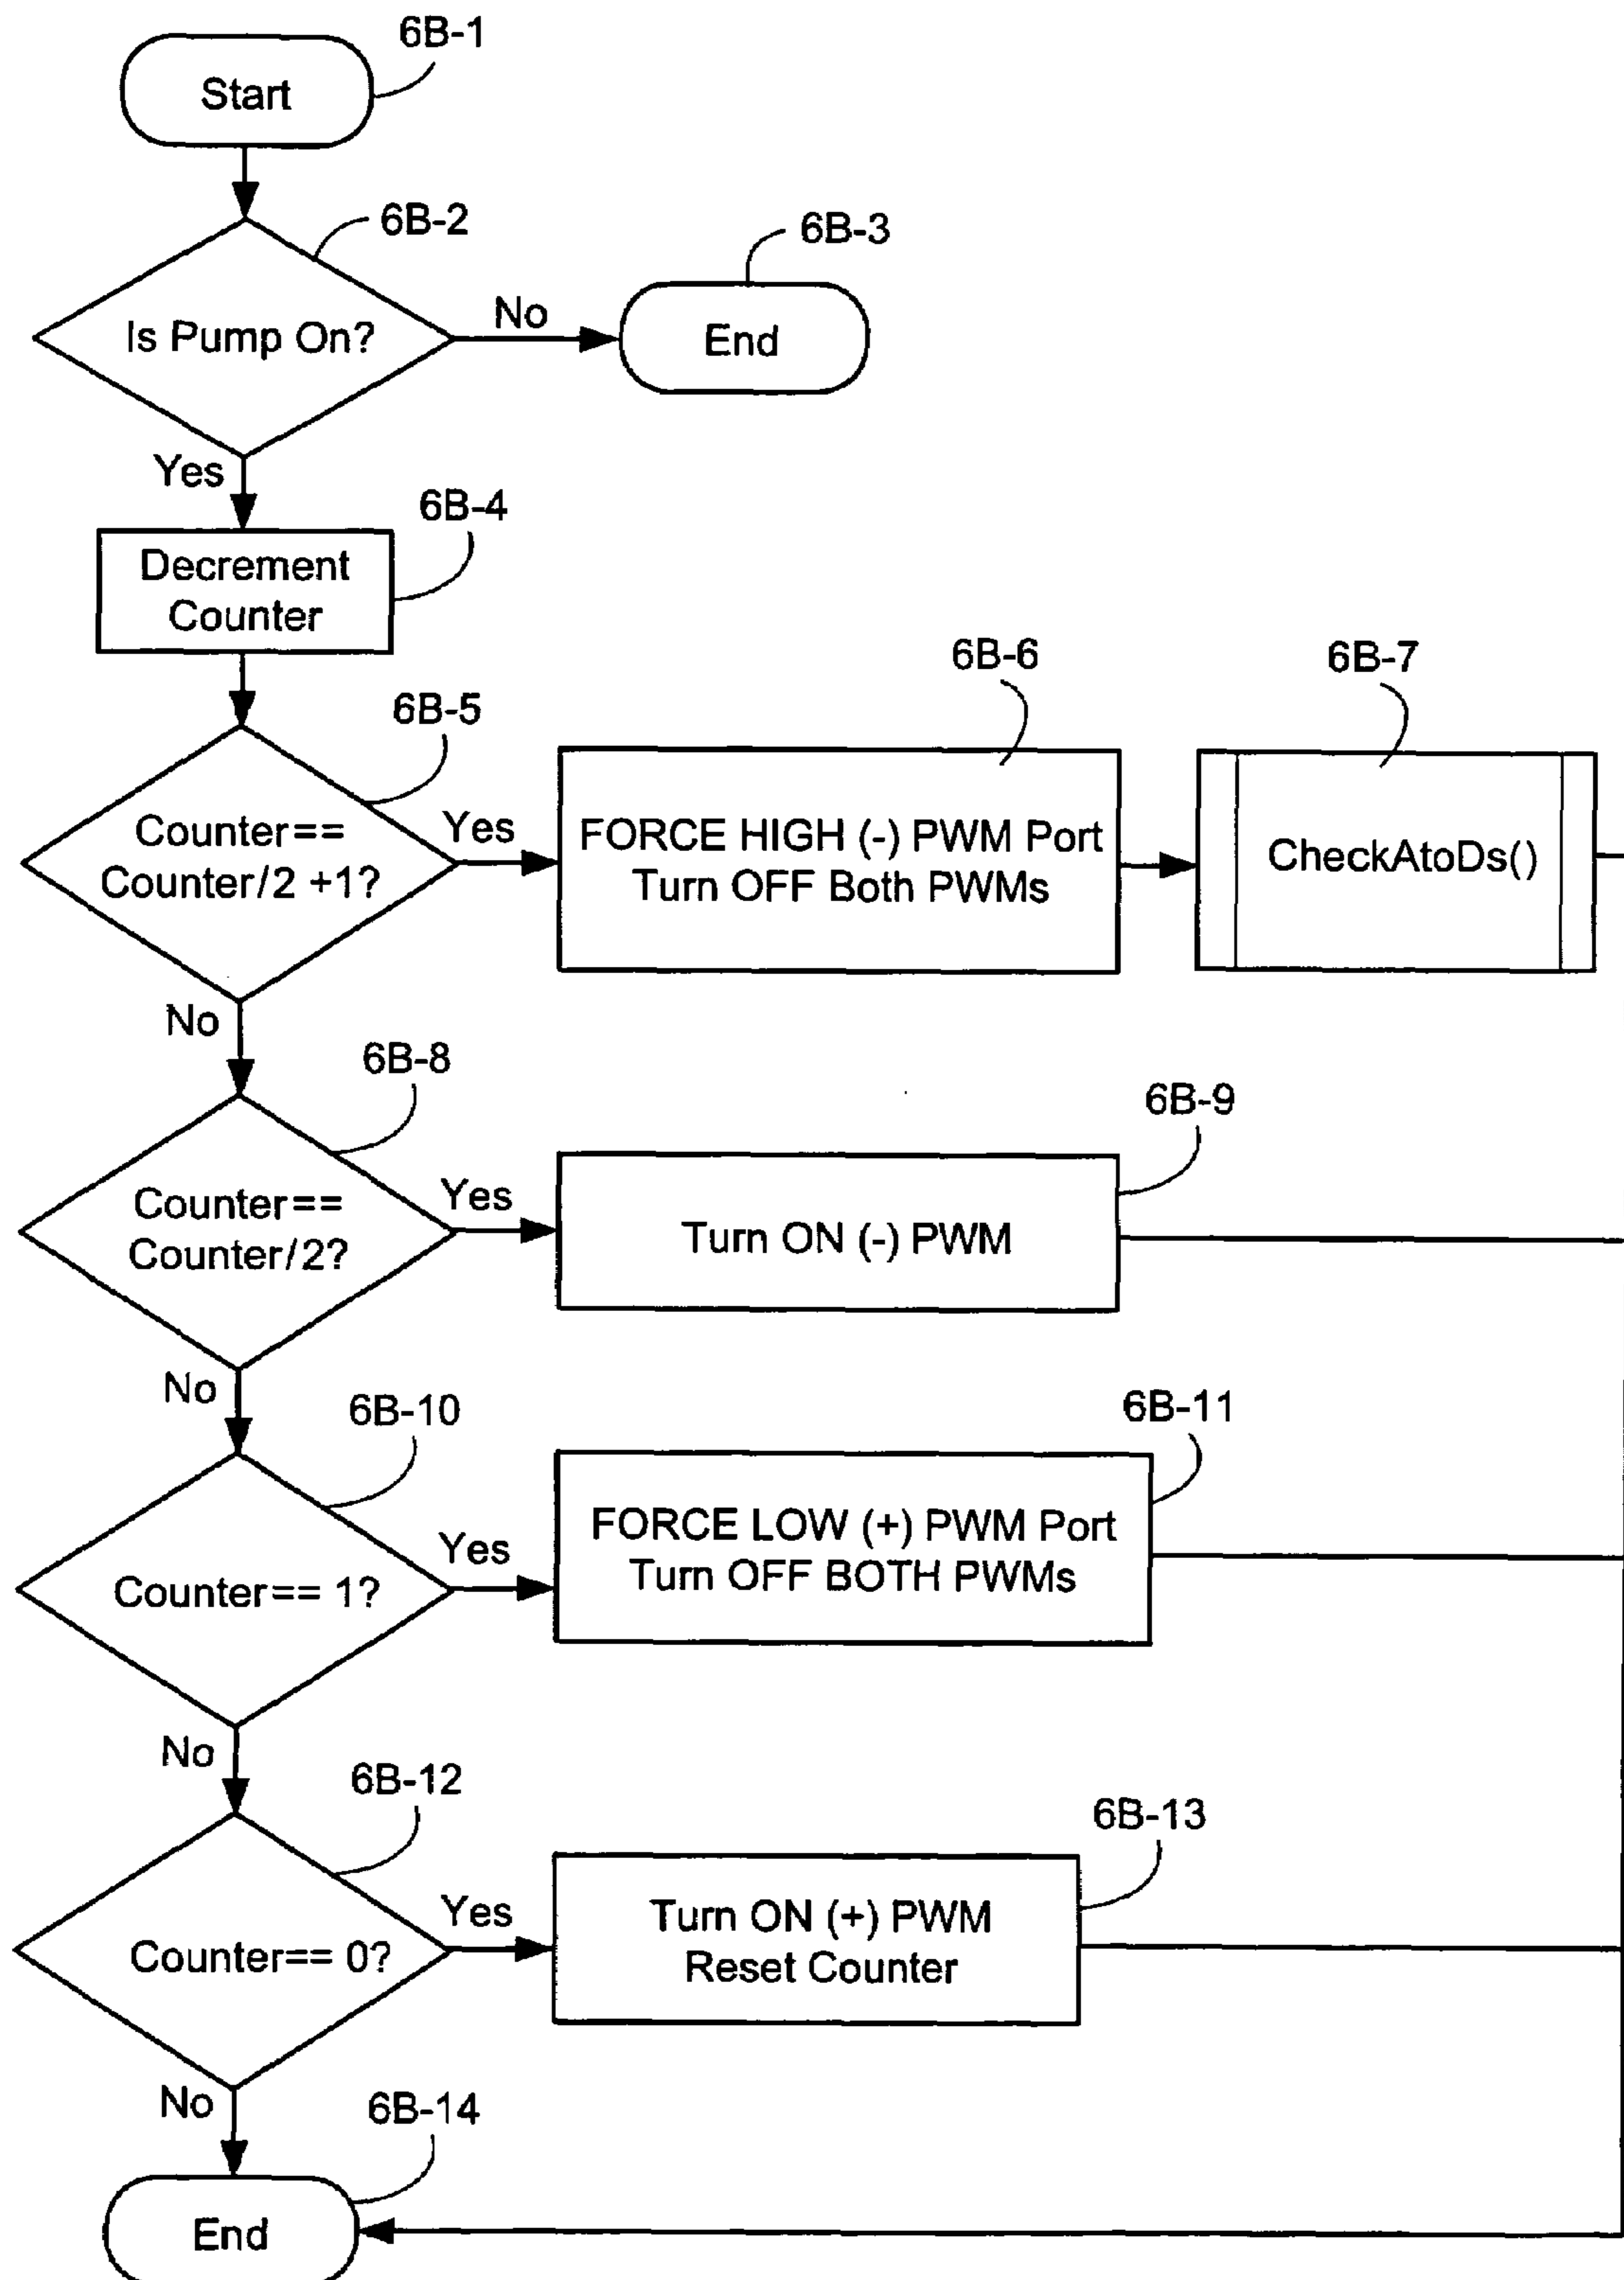 6B-1
Start
6B-2
6B-3
Is Pump On?
No
End
Yes
6B-4
Decrement
Counter
6B-5
6B-6
6B-7
Counter==
Counter/2 +1?
Yes
FORCE HIGH (-) PWM Port
Turn OFF Both PWMs
CheckAtoDs()
No
6B-8
6B-9
Counter==
Counter/2?
Yes
Turn ON (-) PWM
No
6B-10
6B-11
Counter== 1?
Yes
FORCE LOW (+) PWM Port
Turn OFF BOTH PWMs
No
6B-12
6B-13
Counter== 0?
Yes
Turn ON (+) PWM
Reset Counter
No
6B-14
End